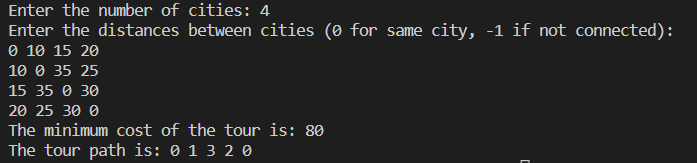 Enter the number of cities: 4
Enter the distances between cities (0 for same city, -1 if not connected):
0 10 15 20
10 0 35 25
15 35 0 30
20 25 30 0
The minimum cost of the tour is: 80
The tour path is: 0 1 3 2 0